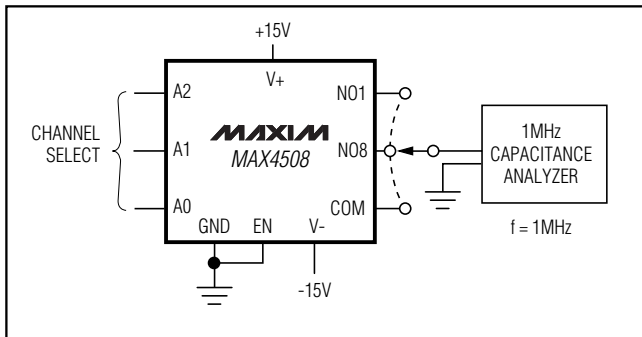 +15V
V+
A2
NO1
CHANNEL
SELECT
A1
MAXIM
MAX4508
NO8
1MHz
CAPACITANCE
ANALYZER
A0
COM
GND
EN
V-
f = 1MHz
-15V